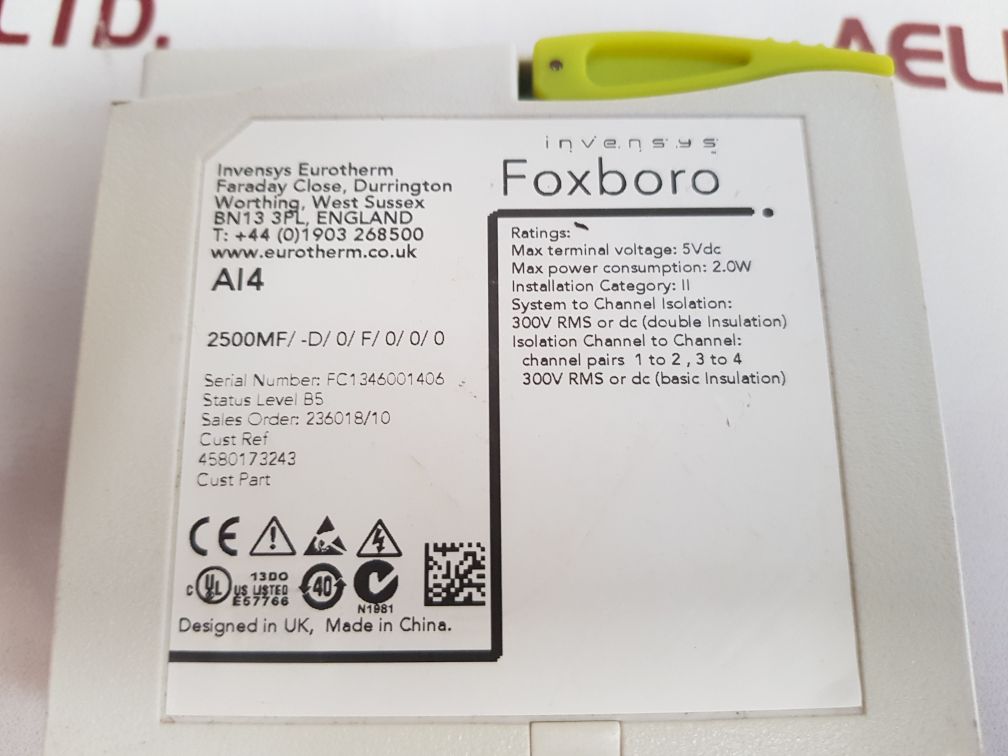 LTD.
AEL
Invensys Eurotherm
Faraday Close, Durrington
Worthing, West Sussex
BN13 3PL, ENGLAND
T: +44 (0)1903 268500
www.eurotherm.co.uk
AI4
2500MF/ -D/ 0/ F/ 0/ 0/ 0
Serial Number: FC1346001406
Status Level B5
Sales Order: 236018/10
Cust Ref
4580173243
Cust Part
CE
C UL US LISTED
13DO
E57766
40
N1981
Designed in UK, Made in China.
invensys
Foxboro
Ratings:
Max terminal voltage: 5Vdc
Max power consumption: 2.0W
Installation Category: II
System to Channel Isolation:
300V RMS or dc (double Insulation)
Isolation Channel to Channel:
channel pairs 1 to 2 , 3 to 4
300V RMS or dc (basic Insulation)